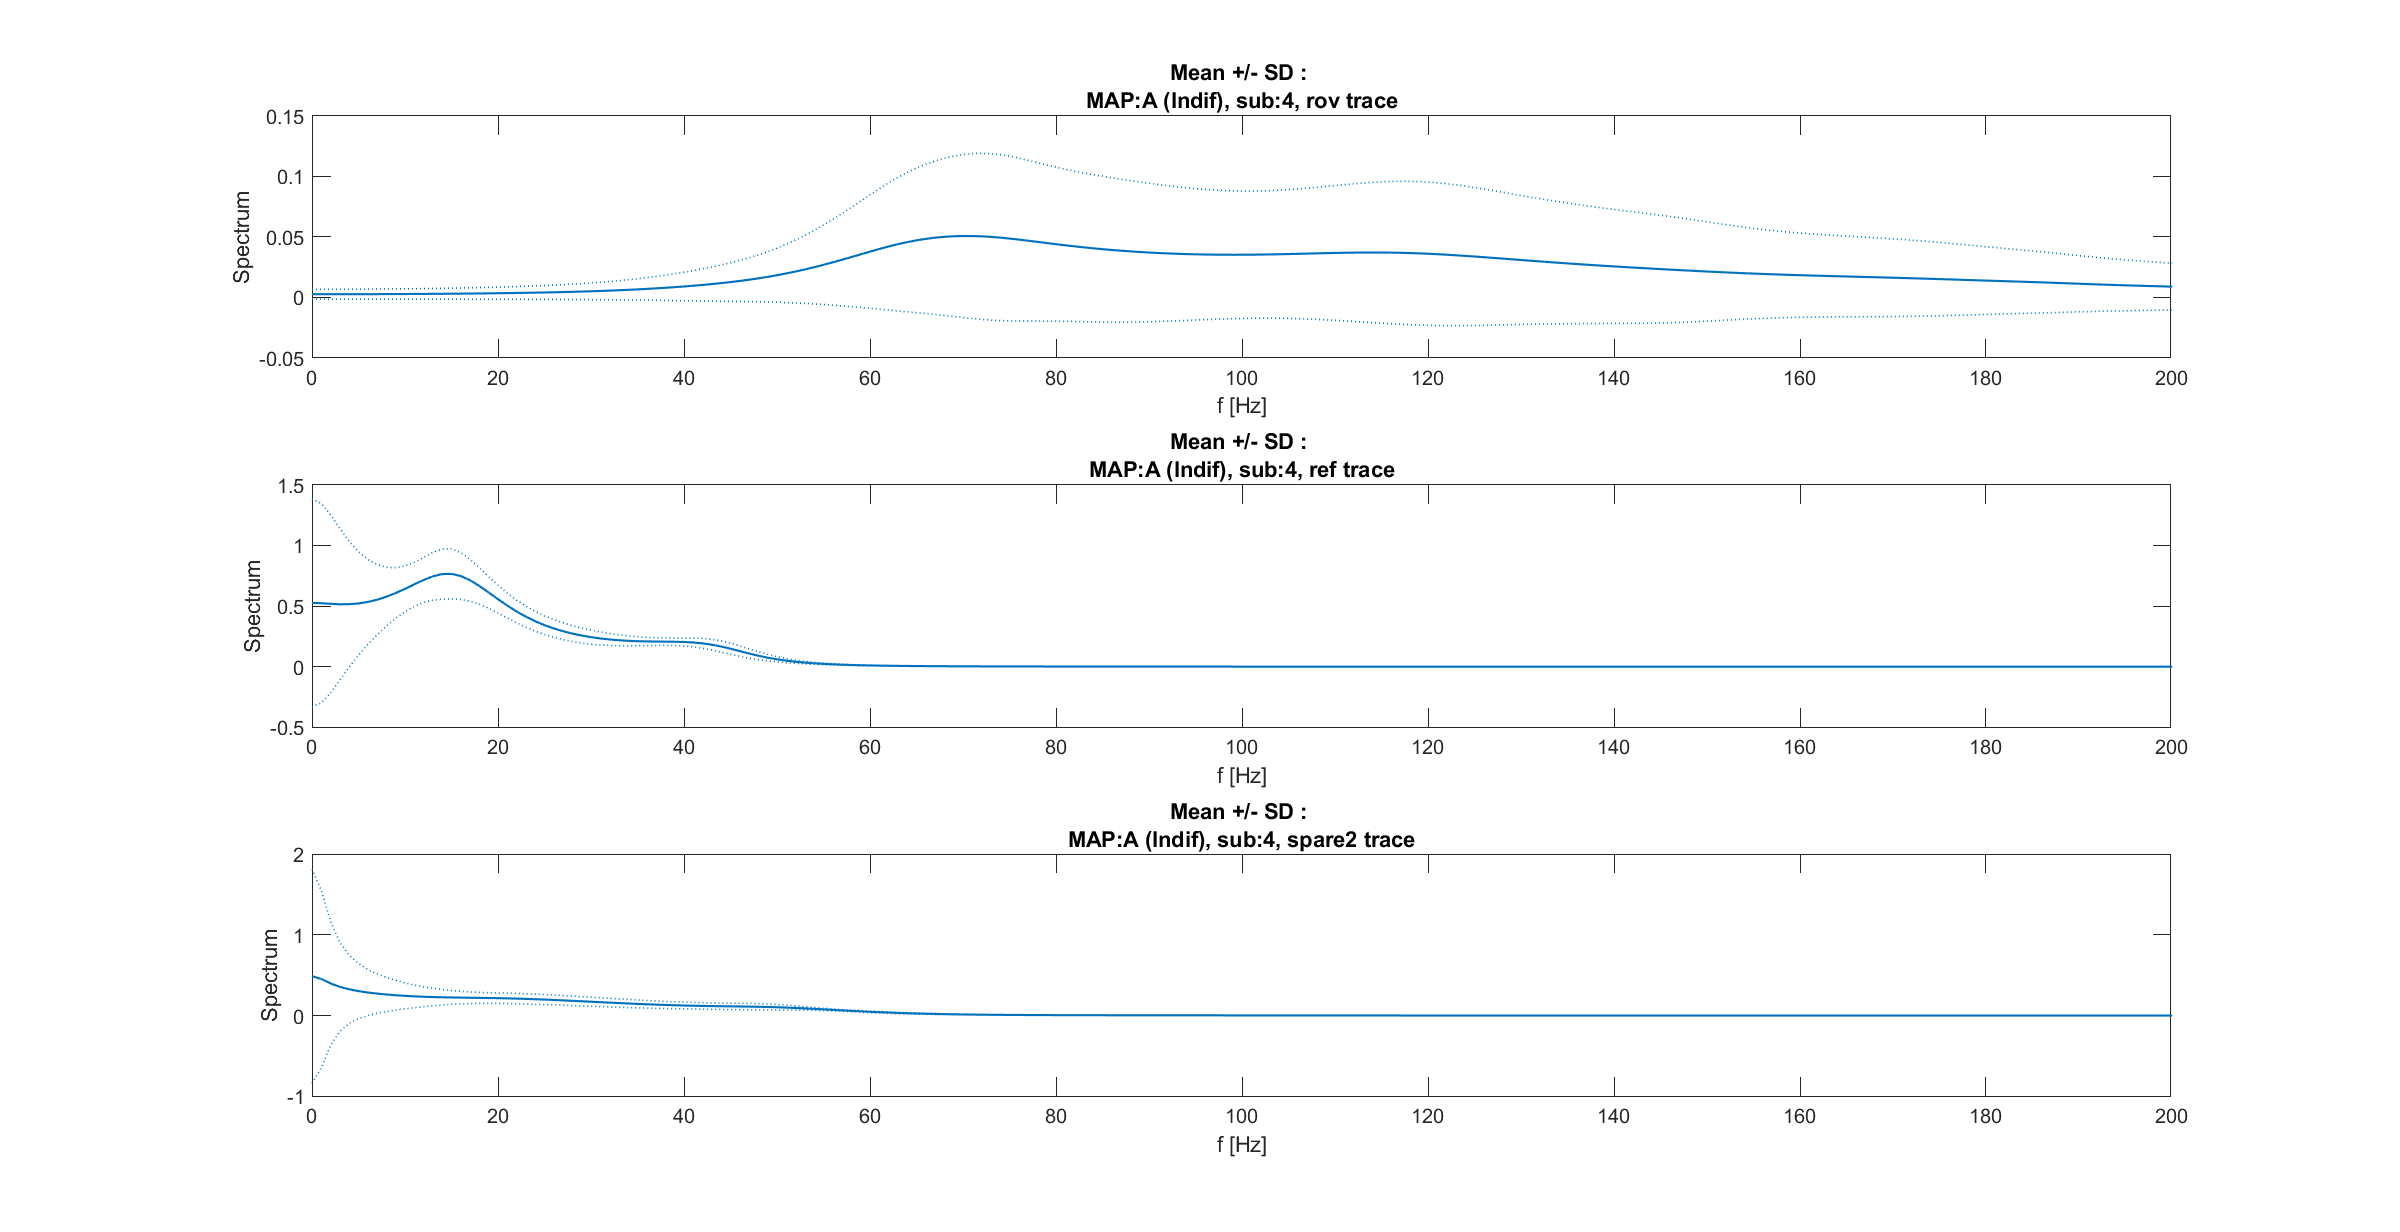 Mean +/- SD :
MAP:A (Indif), sub:4, rov trace
0.15
0.1
0.05
0
-0.05
Spectrum
0 20 40 60 80 100 120 140 160 180 200
f [Hz]
Mean +/- SD :
MAP:A (Indif), sub:4, ref trace
1.5
1
0.5
0
-0.5
Spectrum
0 20 40 60 80 100 120 140 160 180 200
f [Hz]
Mean +/- SD :
MAP:A (Indif), sub:4, spare2 trace
2
1
0
-1
Spectrum
0 20 40 60 80 100 120 140 160 180 200
f [Hz]